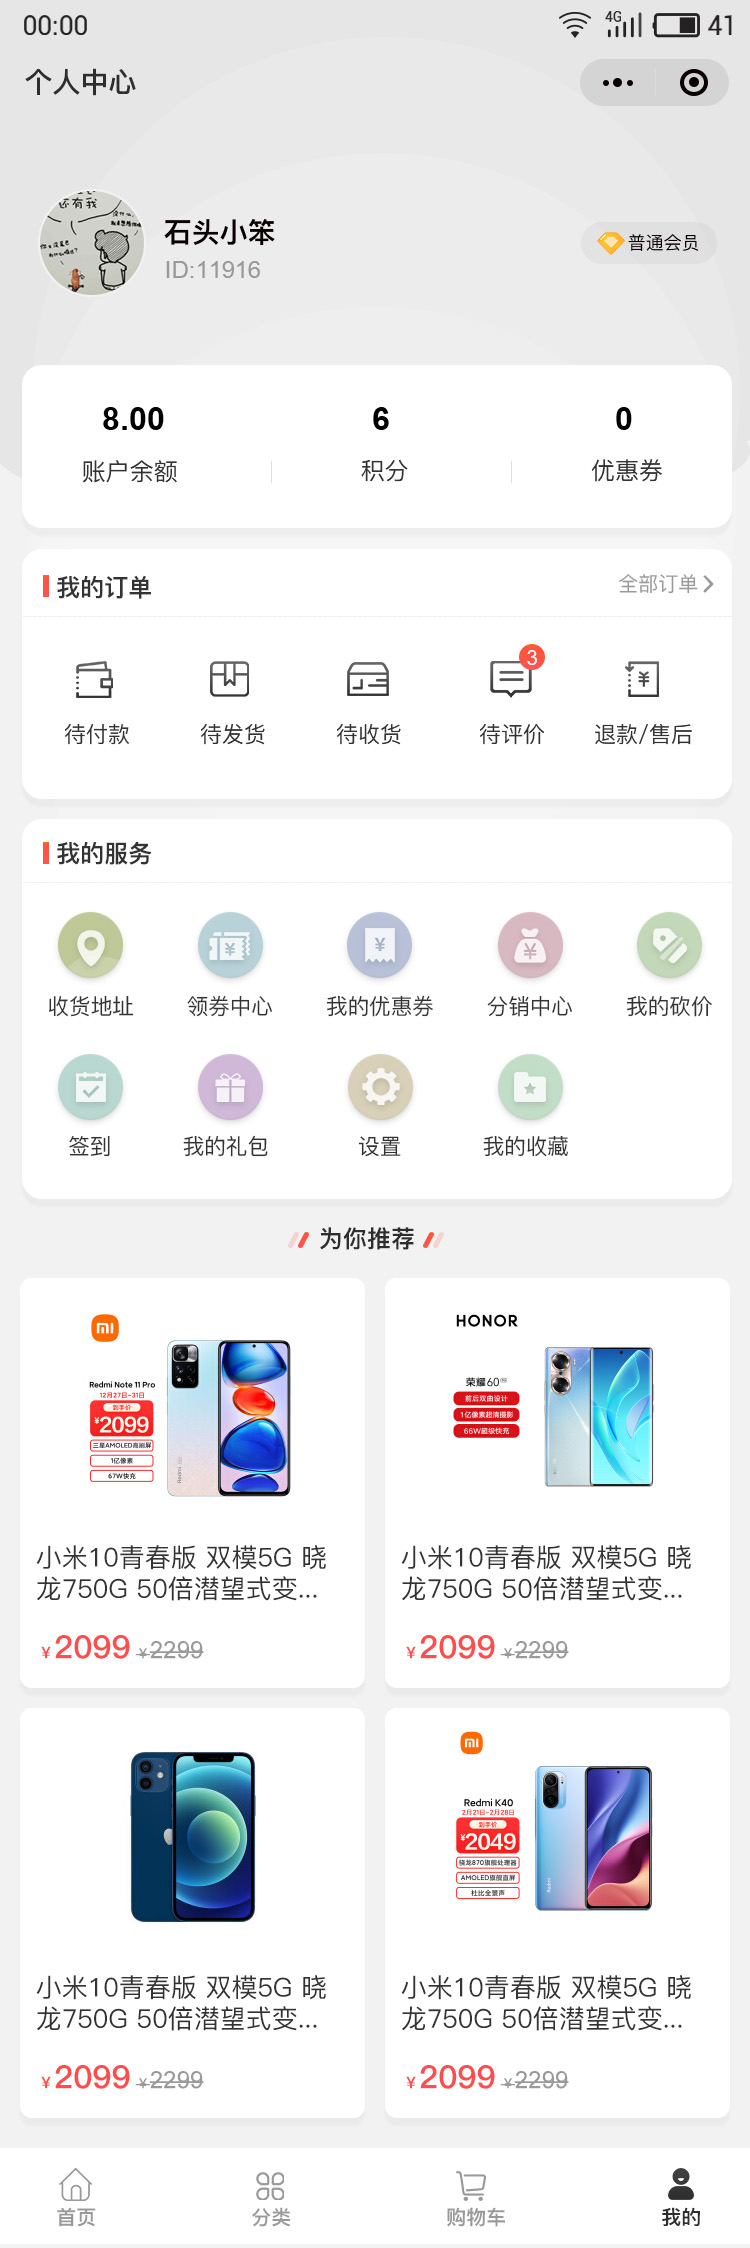 00:00
4G
41
个人中心
还有我
石头小笨
ID:11916
普通会员
8.00
6
0
账户余额
积分
优惠券
我的订单
全部订单
3
待付款
待发货
待收货
待评价
退款/售后
我的服务
收货地址
领券中心
我的优惠券
分销中心
我的砍价
签到
我的礼包
设置
我的收藏
为你推荐
Redmi Note 11 Pro
12月27日-31日
到手价
¥2099
三星AMOLED高刷屏
1亿像素
67W快充
HONOR
荣耀60
前后双曲设计
1亿像素超清摄影
66W超级快充
小米10青春版 双模5G 晓
龙750G 50倍潜望式变...
¥2099 ¥2299
小米10青春版 双模5G 晓
龙750G 50倍潜望式变...
¥2099 ¥2299
Redmi K40
2月21日-2月28日
到手价
¥2049
骁龙870旗舰处理器
AMOLED旗舰直屏
杜比全景声
小米10青春版 双模5G 晓
龙750G 50倍潜望式变...
¥2099 ¥2299
小米10青春版 双模5G 晓
龙750G 50倍潜望式变...
¥2099 ¥2299
首页
分类
购物车
我的